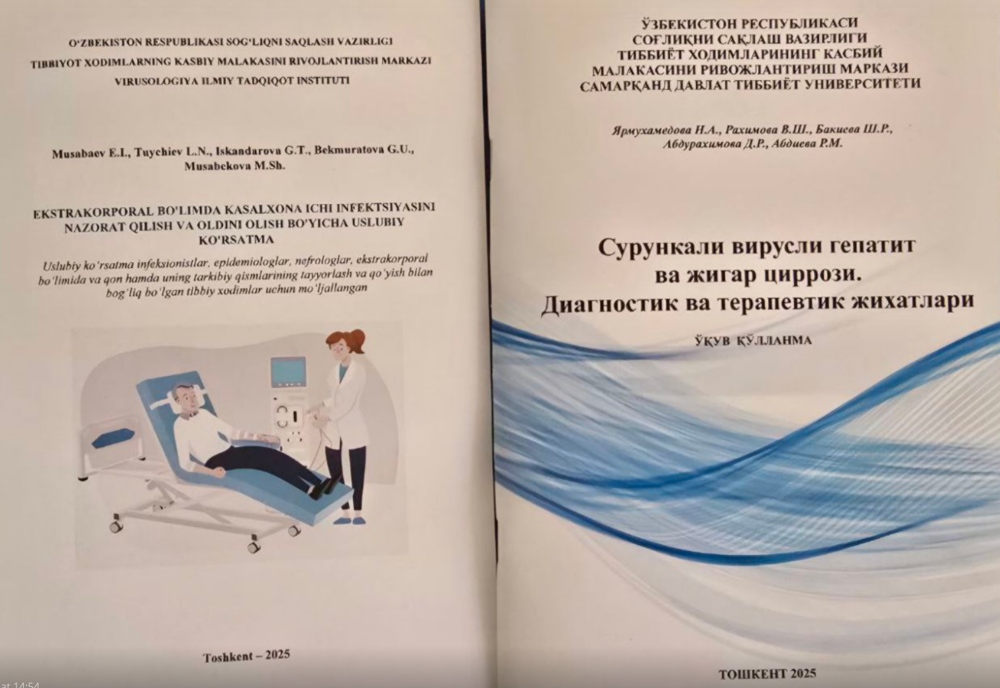 O‘ZBEKISTON RESPUBLIKASI SOG‘LIQNI SAQLASH VAZIRLIGI
TIBBIYOT XODIMLARNING KASBIY MALAKASINI RIVOJLANTIRISH MARKAZI
VIRUSOLOGIYA ILMIY TADQIQOT INSTITUTI
Musabaev E.I., Tuychiev L.N., Iskandarova G.T., Bekmuratova G.U.,
Musabekova M.Sh.
EKSTRAKORPORAL BO'LIMDA KASALXONA ICHI INFEKTSIYASINI
NAZORAT QILISH VA OLDINI OLISH BO'YICHA USLUBIY
KO'RSATMA
Uslubiy ko‘rsatma infeksionistlar, epidemiologlar, nefrologlar, ekstrakorporal
bo‘limida va qon hamda uning tarkibiy qismlarining tayyorlash va qo‘yish bilan
bog‘liq bo‘lgan tibbiy xodimlar uchun mo‘ljallangan
Toshkent – 2025
at 14:54
ЎЗБЕКИСТОН РЕСПУБЛИКАСИ
СОҒЛИҚНИ САҚЛАШ ВАЗИРЛИГИ
ТИББИЁТ ХОДИМЛАРИНИНГ КАСБИЙ
МАЛАКАСИНИ РИВОЖЛАНТИРИШ МАРКАЗИ
САМАРҚАНД ДАВЛАТ ТИББИЁТ УНИВЕРСИТЕТИ
Ярмухамедова Н.А., Рахимова В.Ш., Бакиева Ш.Р.,
Абдурахимова Д.Р., Абдиева Р.М.
Сурункали вирусли гепатит
ва жигар циррози.
Диагностик ва терапевтик жихатлари
ЎҚУВ ҚЎЛЛАНМА
ТОШКЕНТ 2025